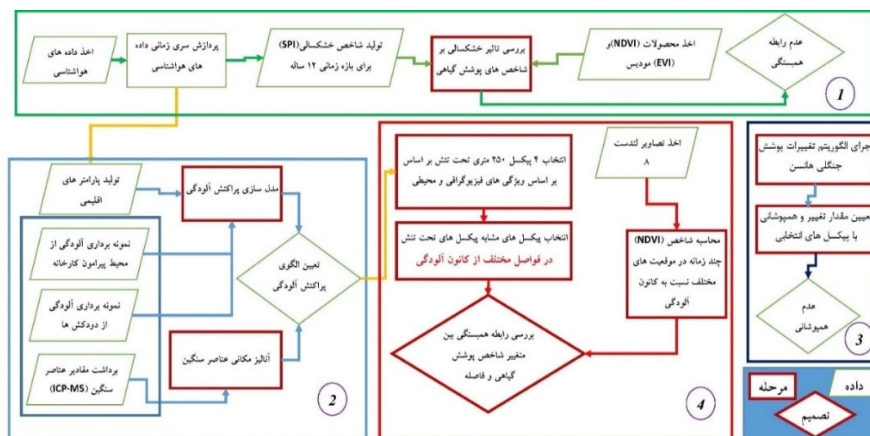 اخذ داده های
هواشناسی
پردازش سری زمانی داده
های هواشناسی
تولید شاخص خشکسالی(SPI)
برای بازه زمانی ۱۲ ساله
بررسی تاثیر خشکسالی بر
شاخص های پوشش گیاهی
اخذ محصولات (NDVI)و
(EVI) مودیس
عدم رابطه
همبستگی
1
تولید پارامتر های
اقلیمی
مدل سازی پراکنش آلودگی
نمونه برداری آلودگی از
محیط پیرامون کارخانه
نمونه برداری آلودگی
از دودکش ها
برداشت مقادیر عناصر
سنگین (ICP-MS)
آنالیز مکانی عناصر سنگین
تعیین الگوی
پراکنش آلودگی
2
انتخاب ۴ پیکسل ۲۵۰ متری تحت تنش بر اساس
بر اساس ویژگی های فیزیوگرافی و محیطی
انتخاب پیکسل های مشابه پیکسل های تحت تنش
در فواصل مختلف از کانون آلودگی
بررسی رابطه همبستگی بین
متغییر شاخص پوشش
گیاهی و فاصله
اخذ تصاویر لندست
۸
محاسبه شاخص (NDVI)
چند زمانه در موقعیت های
مختلف نسبت به کانون
آلودگی
4
جرای الگوریتم تغییرات پوشش
جنگلی هانسن
عیین مقدار تغییر و همپوشانی
با پیکسل های انتخابی
عدم
همپوشانی
3
داده
مرحله
تصمیم